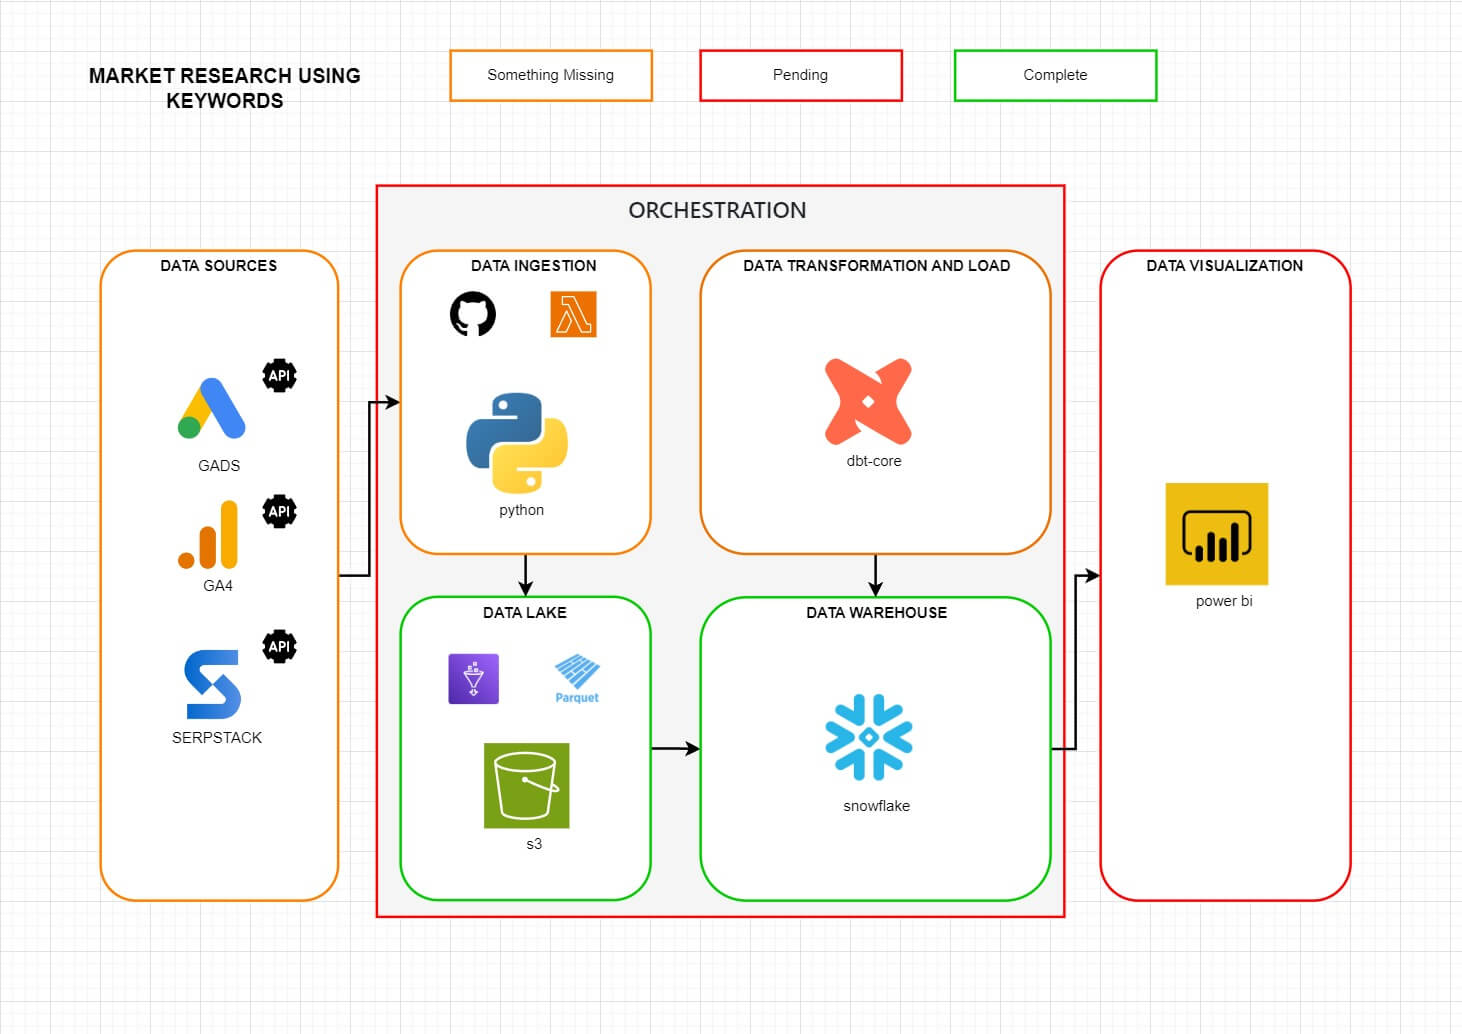 MARKET RESEARCH USING
KEYWORDS
Something Missing
Pending
Complete
ORCHESTRATION
DATA SOURCES
API
GADS
API
GA4
API
SERPSTACK
DATA INGESTION
python
DATA TRANSFORMATION AND LOAD
dbt-core
DATA LAKE
Parquet
s3
DATA WAREHOUSE
snowflake
DATA VISUALIZATION
power bi